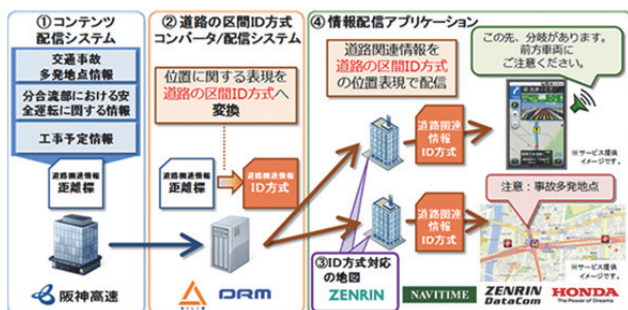 ①コンテンツ
配信システム
交通事故
多発地点情報
分合流部における安
全運転に関する情報
工事予定情報
道路関連情報
距離標
阪神高速
②道路の区間ID方式
コンバータ/配信システム
位置に関する表現を
道路の区間ID方式へ
変換
道路関連情報
距離標
道路関連情報
ID方式
DRM
④情報配信アプリケーション
道路関連情報を
道路の区間ID方式
の位置表現で配信
道路関連
情報
ID方式
この先、分岐があります。
前方車両に
ご注意ください。
※サービス提供
イメージです。
道路関連
情報
ID方式
注意：事故多発地点
※サービス提供
イメージです。
③ID方式対応
の地図
ZENRIN
NAVITIME
ZENRIN
DataCom
HONDA
The Power of Dreams